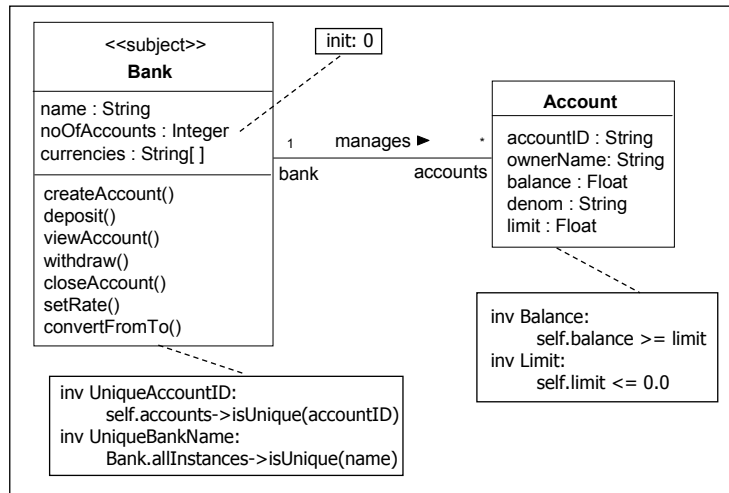 <<subject>>
Bank
name : String
noOfAccounts : Integer
currencies : String[ ]
createAccount()
deposit()
viewAccount()
withdraw()
closeAccount()
setRate()
convertFromTo()
init: 0
1 manages ► *
bank accounts
Account
accountID : String
ownerName: String
balance : Float
denom : String
limit : Float
inv Balance:
self.balance >= limit
inv Limit:
self.limit <= 0.0
inv UniqueAccountID:
self.accounts->isUnique(accountID)
inv UniqueBankName:
Bank.allInstances->isUnique(name)